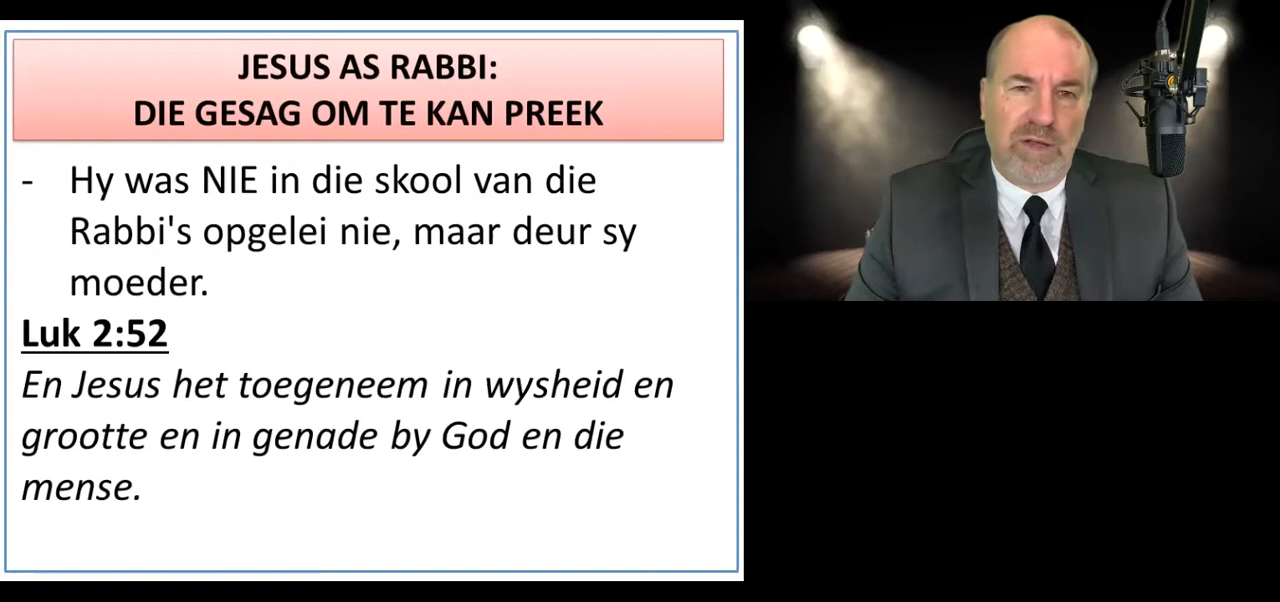 JESUS AS RABBI:
DIE GESAG OM TE KAN PREEK
- Hy was NIE in die skool van die
Rabbi's opgelei nie, maar deur sy
moeder.
Luk 2:52
En Jesus het toegeneem in wysheid en
grootte en in genade by God en die
mense.